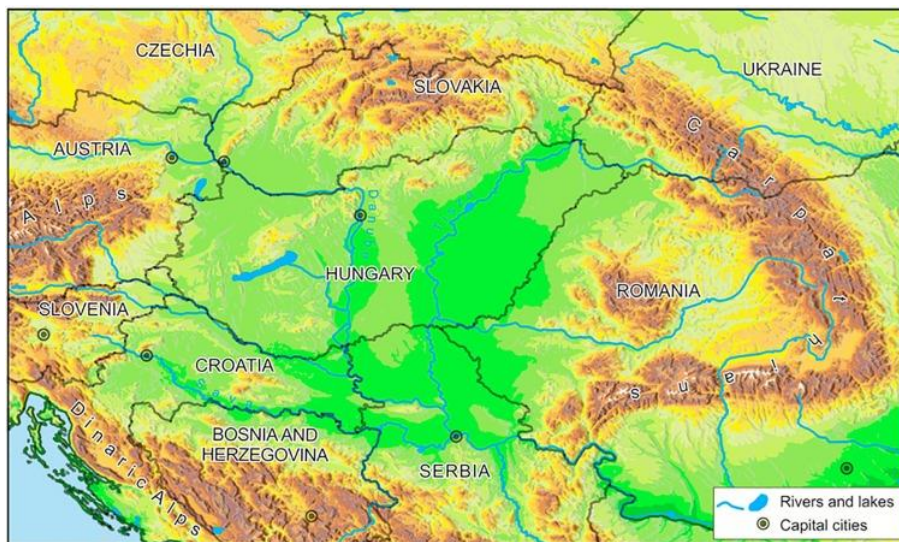 CZECHIA
UKRAINE
SLOVAKIA
AUSTRIA
Carpathians
Alps
Danube
HUNGARY
ROMANIA
SLOVENIA
CROATIA
Sava
Dinaric Alps
BOSNIA AND
HERZEGOVINA
SERBIA
Rivers and lakes
Capital cities